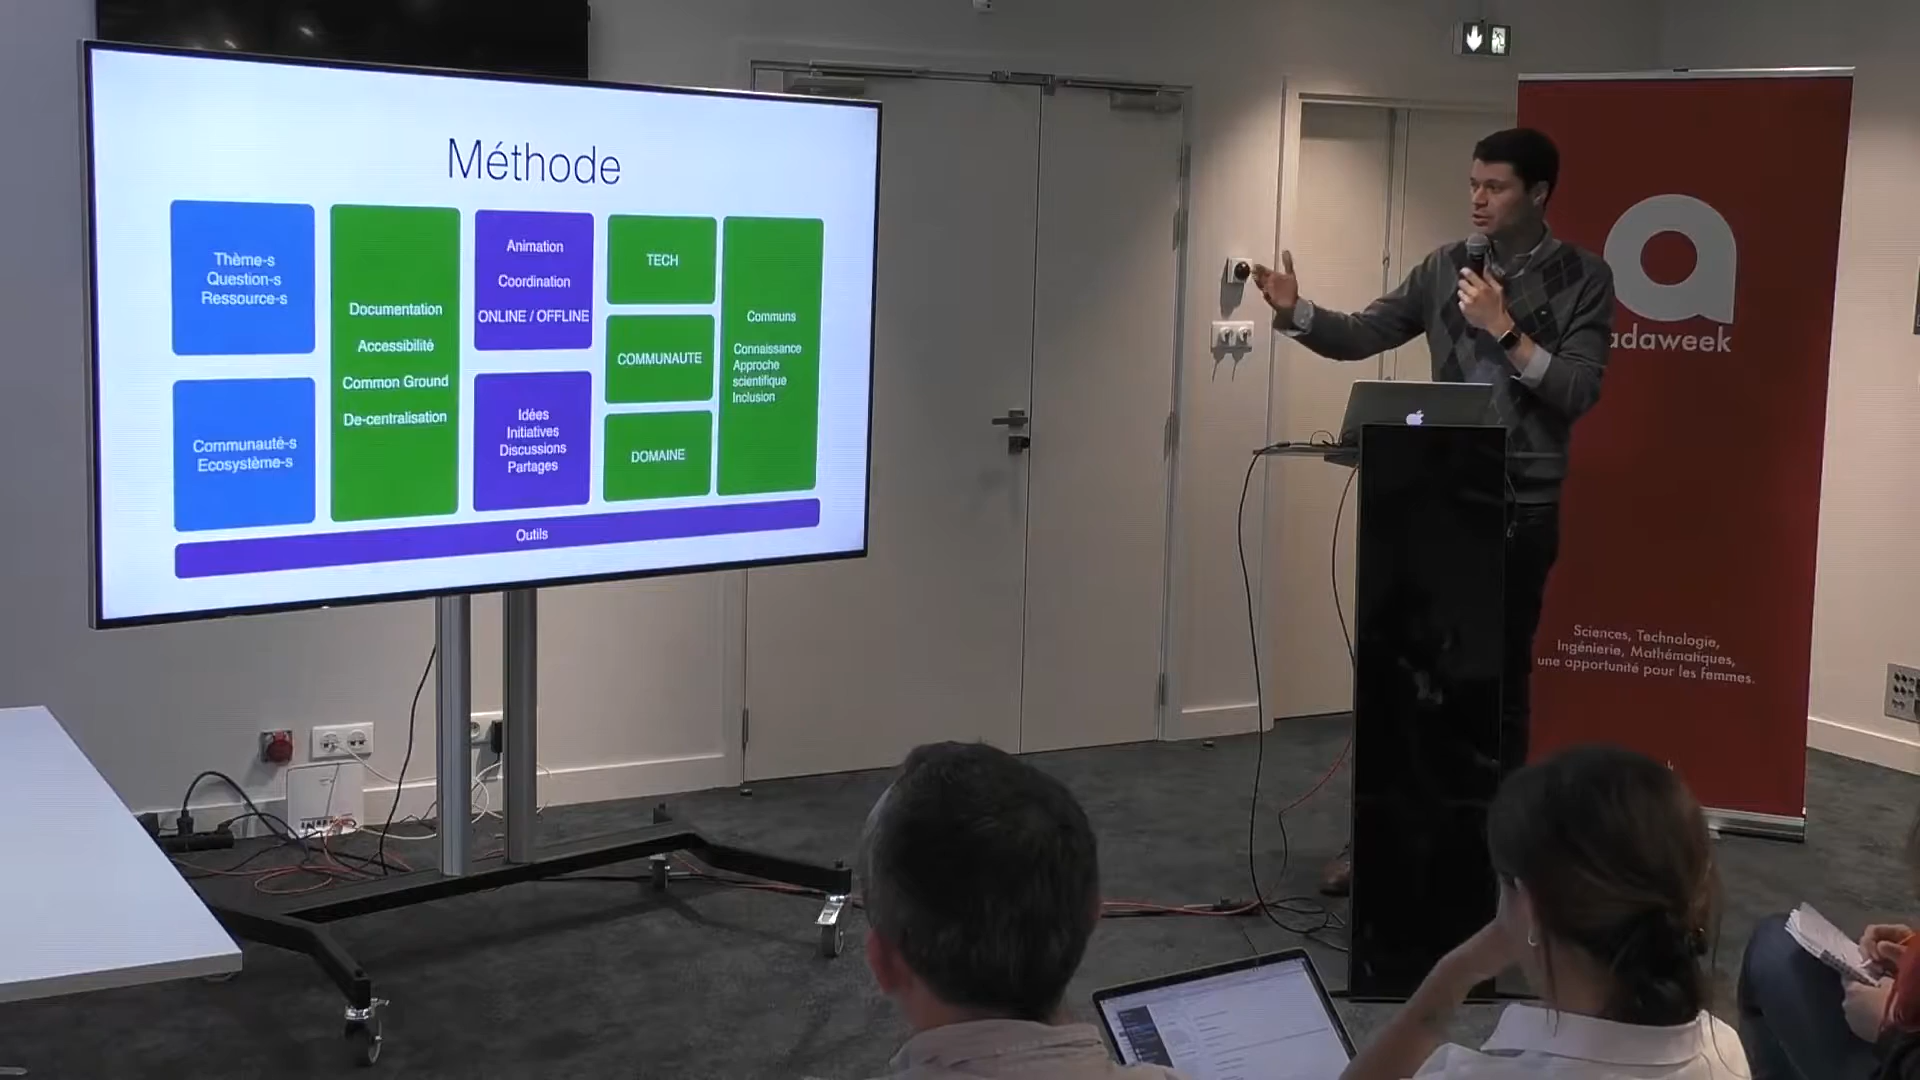 Méthode
Thème-s
Question-s
Ressource-s
Communauté-s
Ecosystème-s
Documentation
Accessibilité
Common Ground
De-centralisation
Animation
Coordination
ONLINE / OFFLINE
Idées
Initiatives
Discussions
Partages
TECH
COMMUNAUTE
DOMAINE
Communs
Connaissance
Approche
scientifique
Inclusion
Outils
adaweek
Sciences, Technologie,
Ingénierie, Mathématiques,
une opportunité pour les femmes.